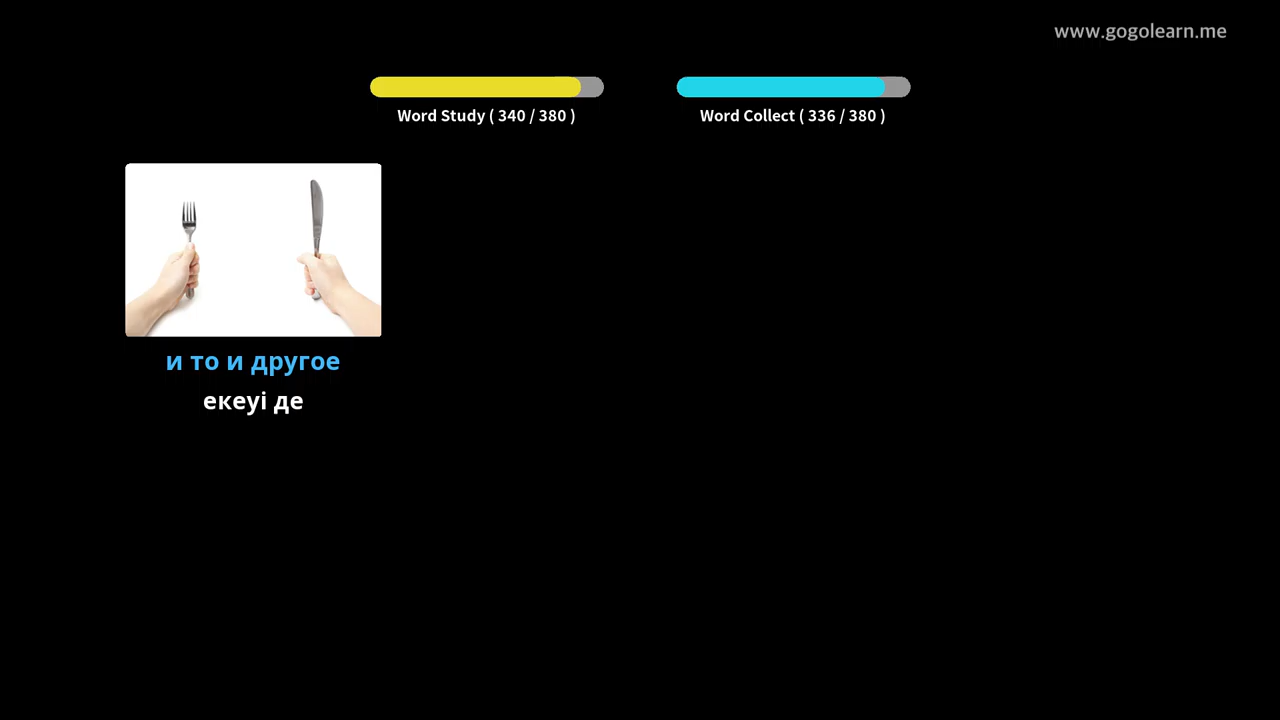 www.gogolearn.me
Word Study ( 340 / 380 )
Word Collect ( 336 / 380 )
и то и другое
екеуі де